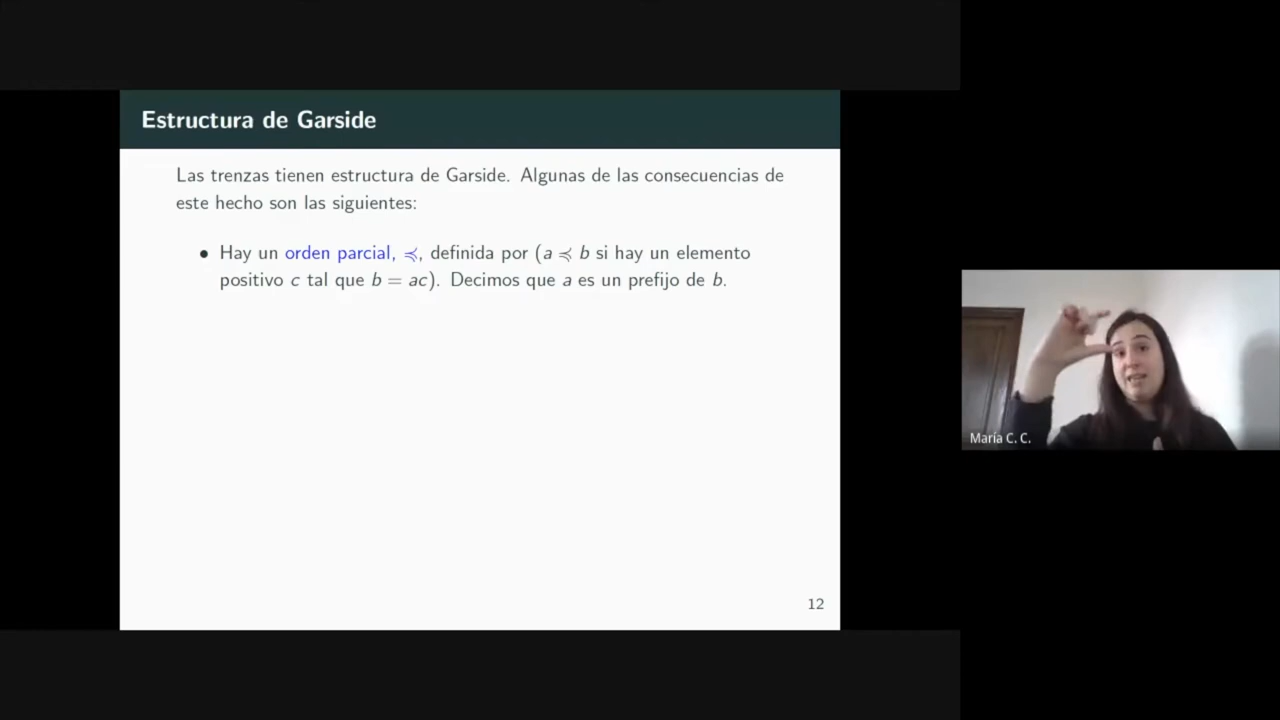 Estructura de Garside
Las trenzas tienen estructura de Garside. Algunas de las consecuencias de
este hecho son las siguientes:
• Hay un orden parcial, ≼, definida por (a ≼ b si hay un elemento
positivo c tal que b = ac). Decimos que a es un prefijo de b.
12
María C. C.